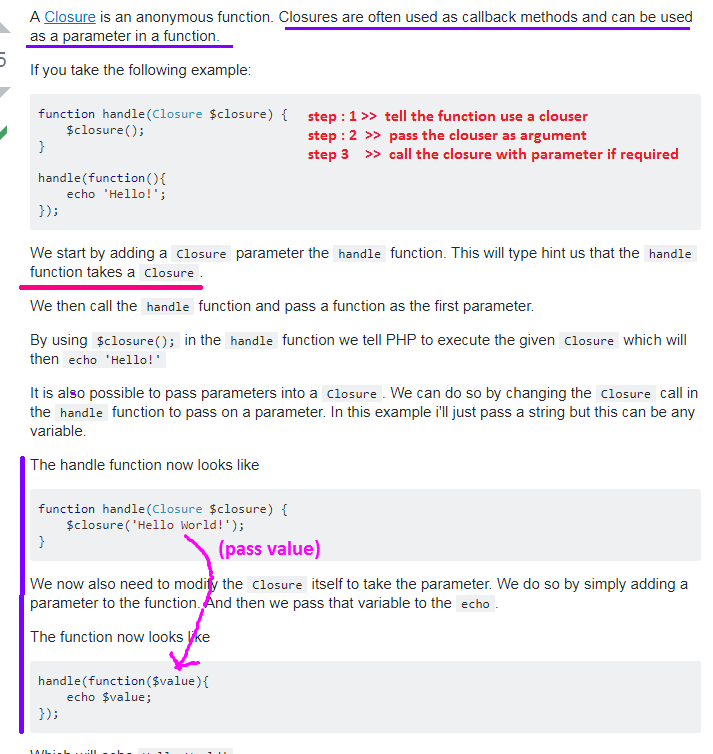 A Closure is an anonymous function. Closures are often used as callback methods and can be used
as a parameter in a function.
5
If you take the following example:
function handle(Closure $closure) {
$closure();
}
step : 1 >> tell the function use a clouser
step : 2 >> pass the clouser as argument
step 3 >> call the closure with parameter if required
handle(function(){
echo 'Hello!';
});
We start by adding a Closure parameter the handle function. This will type hint us that the handle
function takes a Closure .
We then call the handle function and pass a function as the first parameter.
By using $closure(); in the handle function we tell PHP to execute the given Closure which will
then echo 'Hello!'
It is also possible to pass parameters into a Closure . We can do so by changing the Closure call in
the handle function to pass on a parameter. In this example i'll just pass a string but this can be any
variable.
The handle function now looks like
function handle(Closure $closure) {
$closure('Hello World!');
}
(pass value)
We now also need to modify the Closure itself to take the parameter. We do so by simply adding a
parameter to the function. And then we pass that variable to the echo .
The function now looks like
handle(function($value){
echo $value;
});
Which will echo